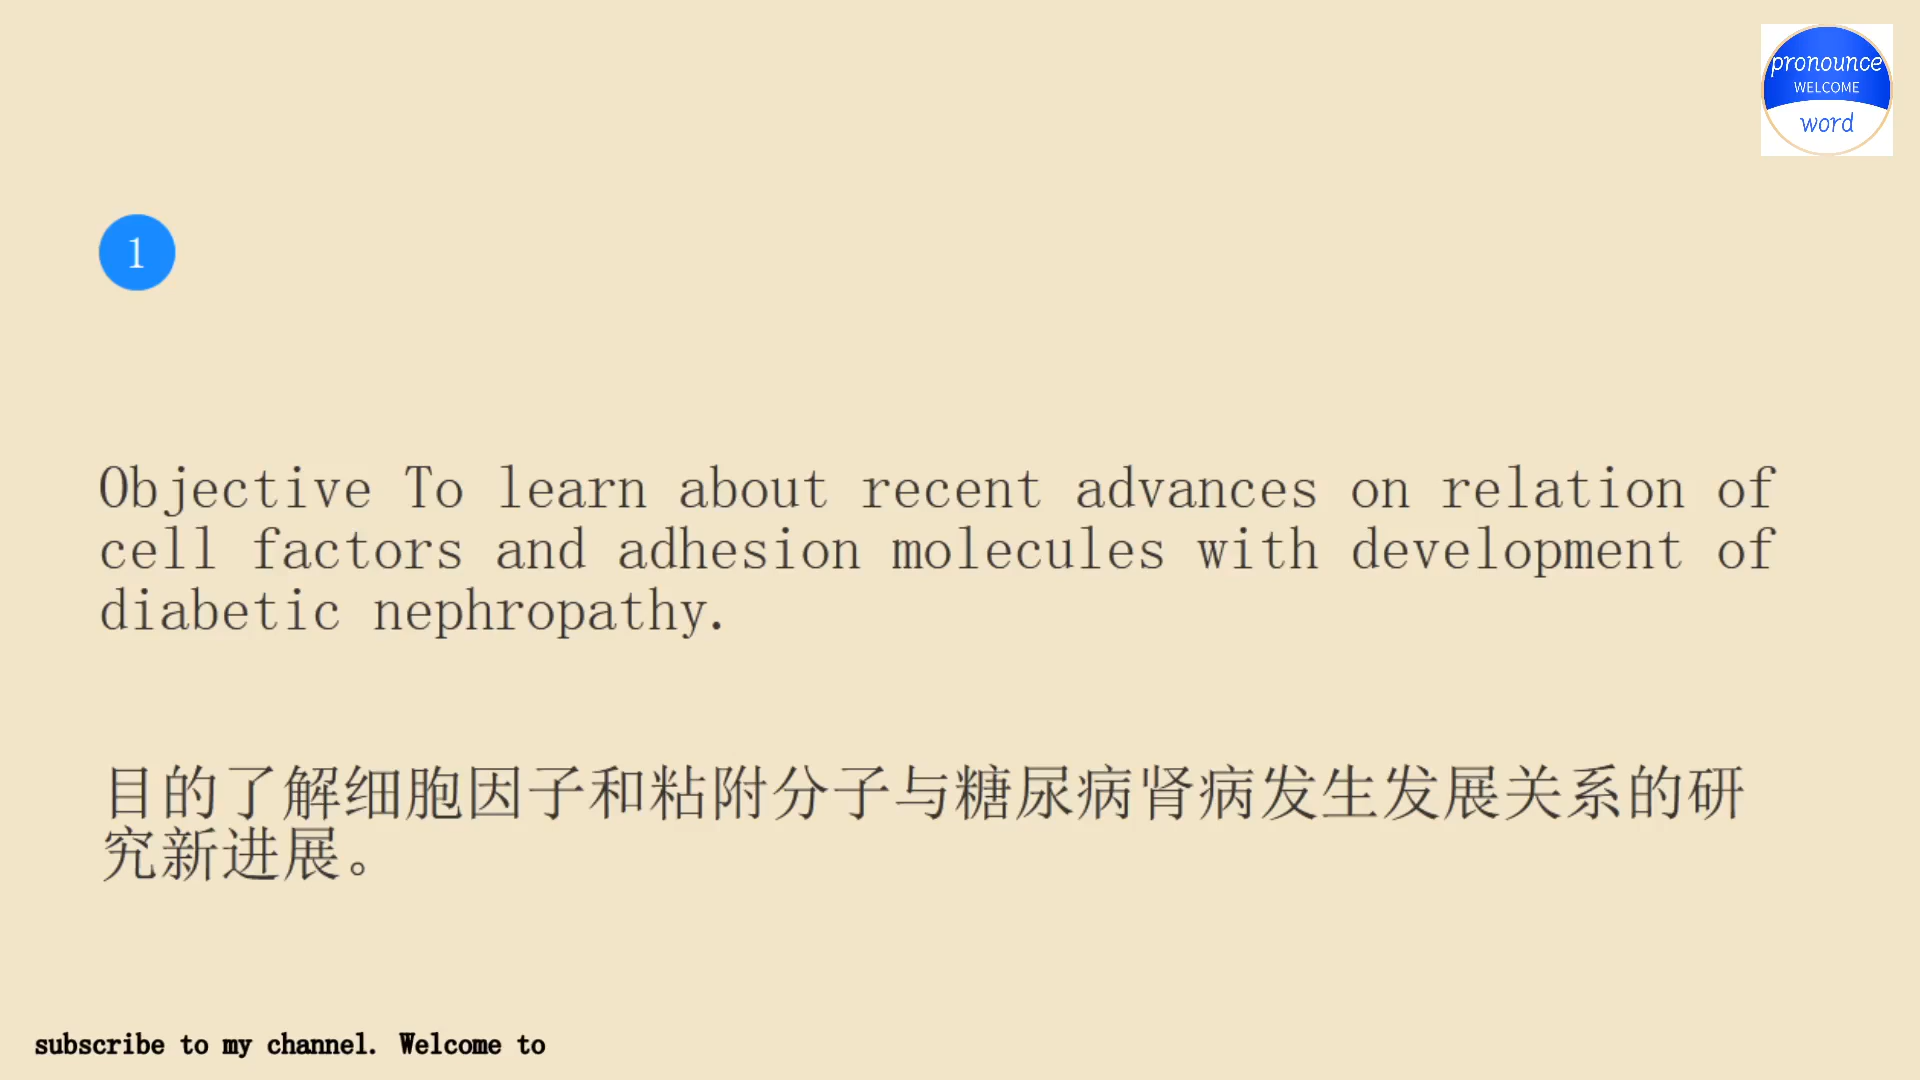 pronounce
WELCOME
word
1
Objective To learn about recent advances on relation of
cell factors and adhesion molecules with development of
diabetic nephropathy.
目的了解细胞因子和粘附分子与糖尿病肾病发生发展关系的研
究新进展。
subscribe to my channel. Welcome to